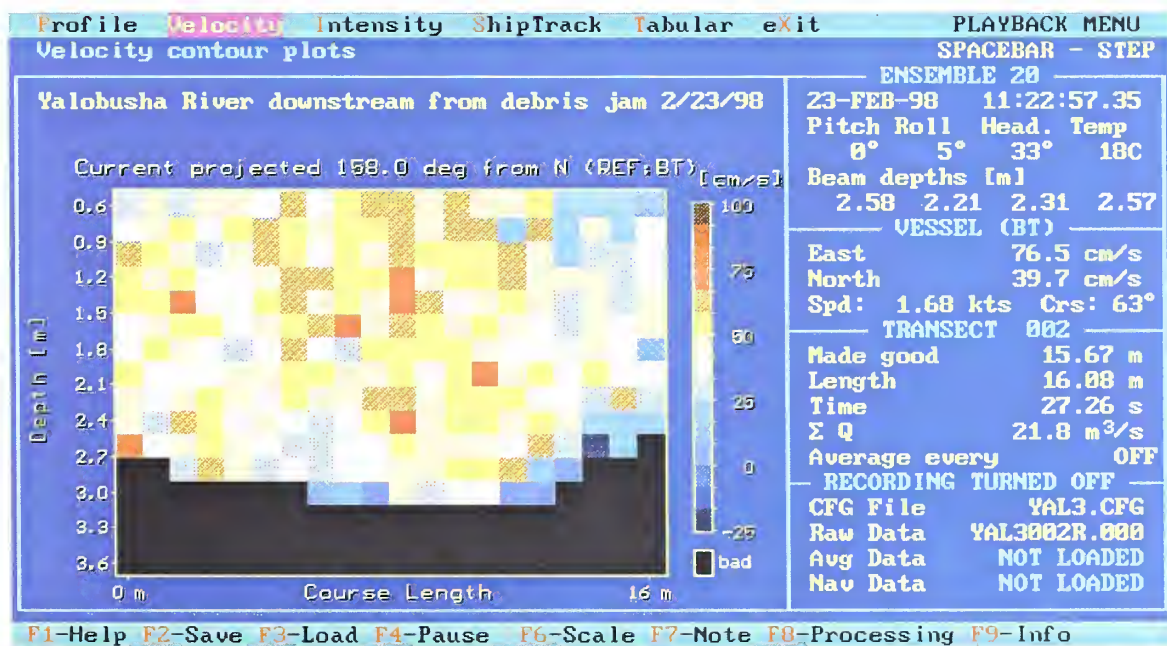 Profile Velocity Intensity ShipTrack Tabular eXit PLAYBACK MENU
Velocity contour plots SPACEBAR - STEP
Yalobusha River downstream from debris jam 2/23/98
Current projected 158.0 deg from N (REF:BT)
[cm/s]
Depth [m]
0.6
0.9
1.2
1.5
1.8
2.1
2.4
2.7
3.0
3.3
3.6
0 m Course Length 16 m
100
75
50
25
0
-25
bad
ENSEMBLE 20
23-FEB-98 11:22:57.35
Pitch Roll Head. Temp
0° 5° 33° 18C
Beam depths [m]
2.58 2.21 2.31 2.57
VESSEL (BT)
East 76.5 cm/s
North 39.7 cm/s
Spd: 1.68 kts Crs: 63°
TRANSECT 002
Made good 15.67 m
Length 16.08 m
Time 27.26 s
Σ Q 21.8 m³/s
Average every OFF
RECORDING TURNED OFF
CFG File YAL3.CFG
Raw Data YAL3002R.000
Avg Data NOT LOADED
Nav Data NOT LOADED
F1-Help F2-Save F3-Load F4-Pause F6-Scale F7-Note F8-Processing F9-Info